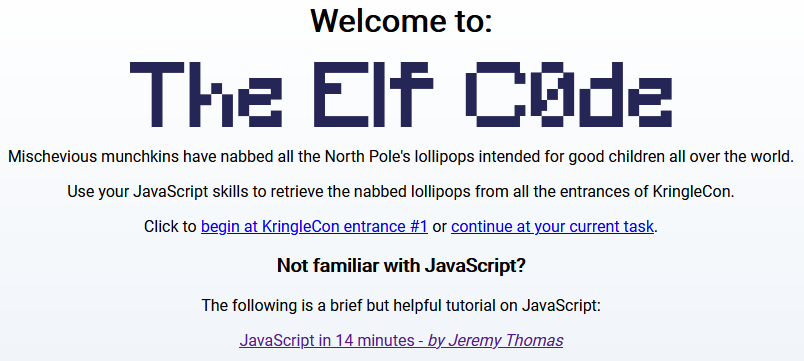 Welcome to:
The Elf C0de
Mischevious munchkins have nabbed all the North Pole's lollipops intended for good children all over the world.
Use your JavaScript skills to retrieve the nabbed lollipops from all the entrances of KringleCon.
Click to begin at KringleCon entrance #1 or continue at your current task.
Not familiar with JavaScript?
The following is a brief but helpful tutorial on JavaScript:
JavaScript in 14 minutes - by Jeremy Thomas